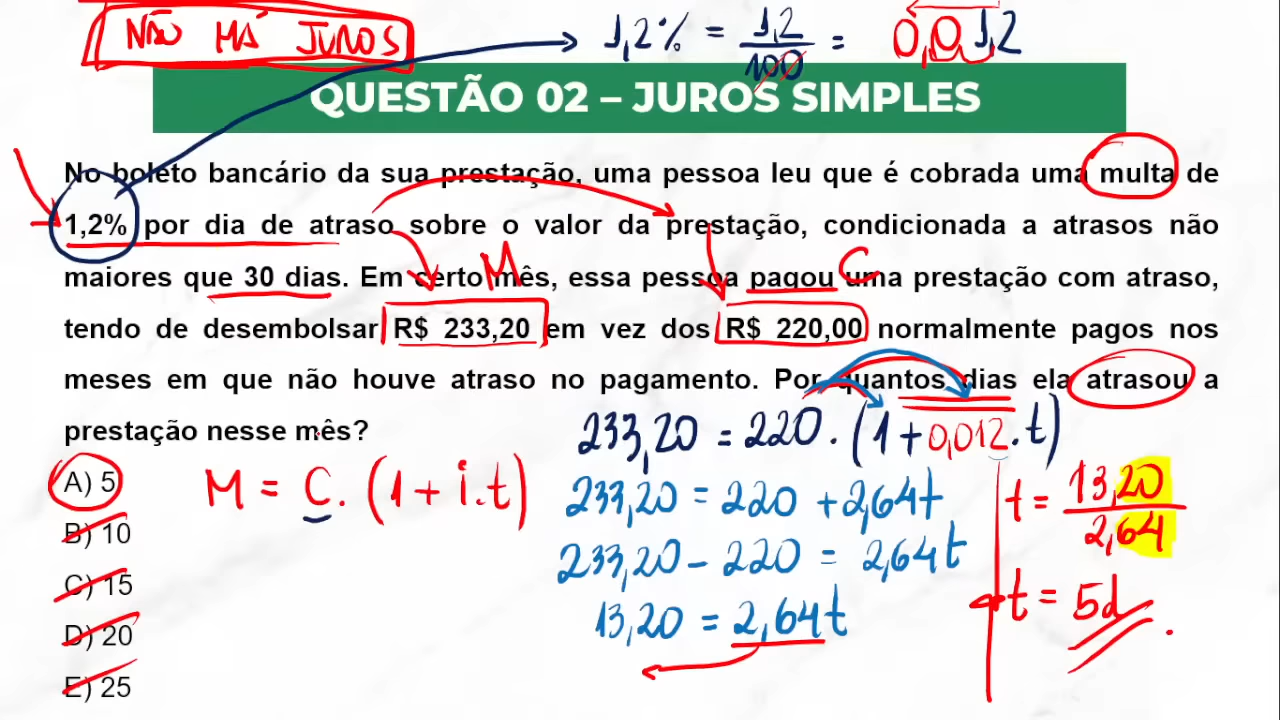 NÃO HÁ JUROS
1,2% = 1,2/100 = 0,01,2
QUESTÃO 02 – JUROS SIMPLES
No boleto bancário da sua prestação, uma pessoa leu que é cobrada uma multa de
1,2% por dia de atraso sobre o valor da prestação, condicionada a atrasos não
maiores que 30 dias. Em certo mês, essa pessoa pagou uma prestação com atraso,
M C
tendo de desembolsar R$ 233,20 em vez dos R$ 220,00 normalmente pagos nos
meses em que não houve atraso no pagamento. Por quantos dias ela atrasou a
prestação nesse mês?
233,20 = 220 . (1 + 0,012 . t)
A) 5
M = C . (1 + i . t)
233,20 = 220 + 2,64t
t = 13,20/2,64
B) 10
233,20 - 220 = 2,64t
C) 15
t = 5d
D) 20
13,20 = 2,64t
E) 25